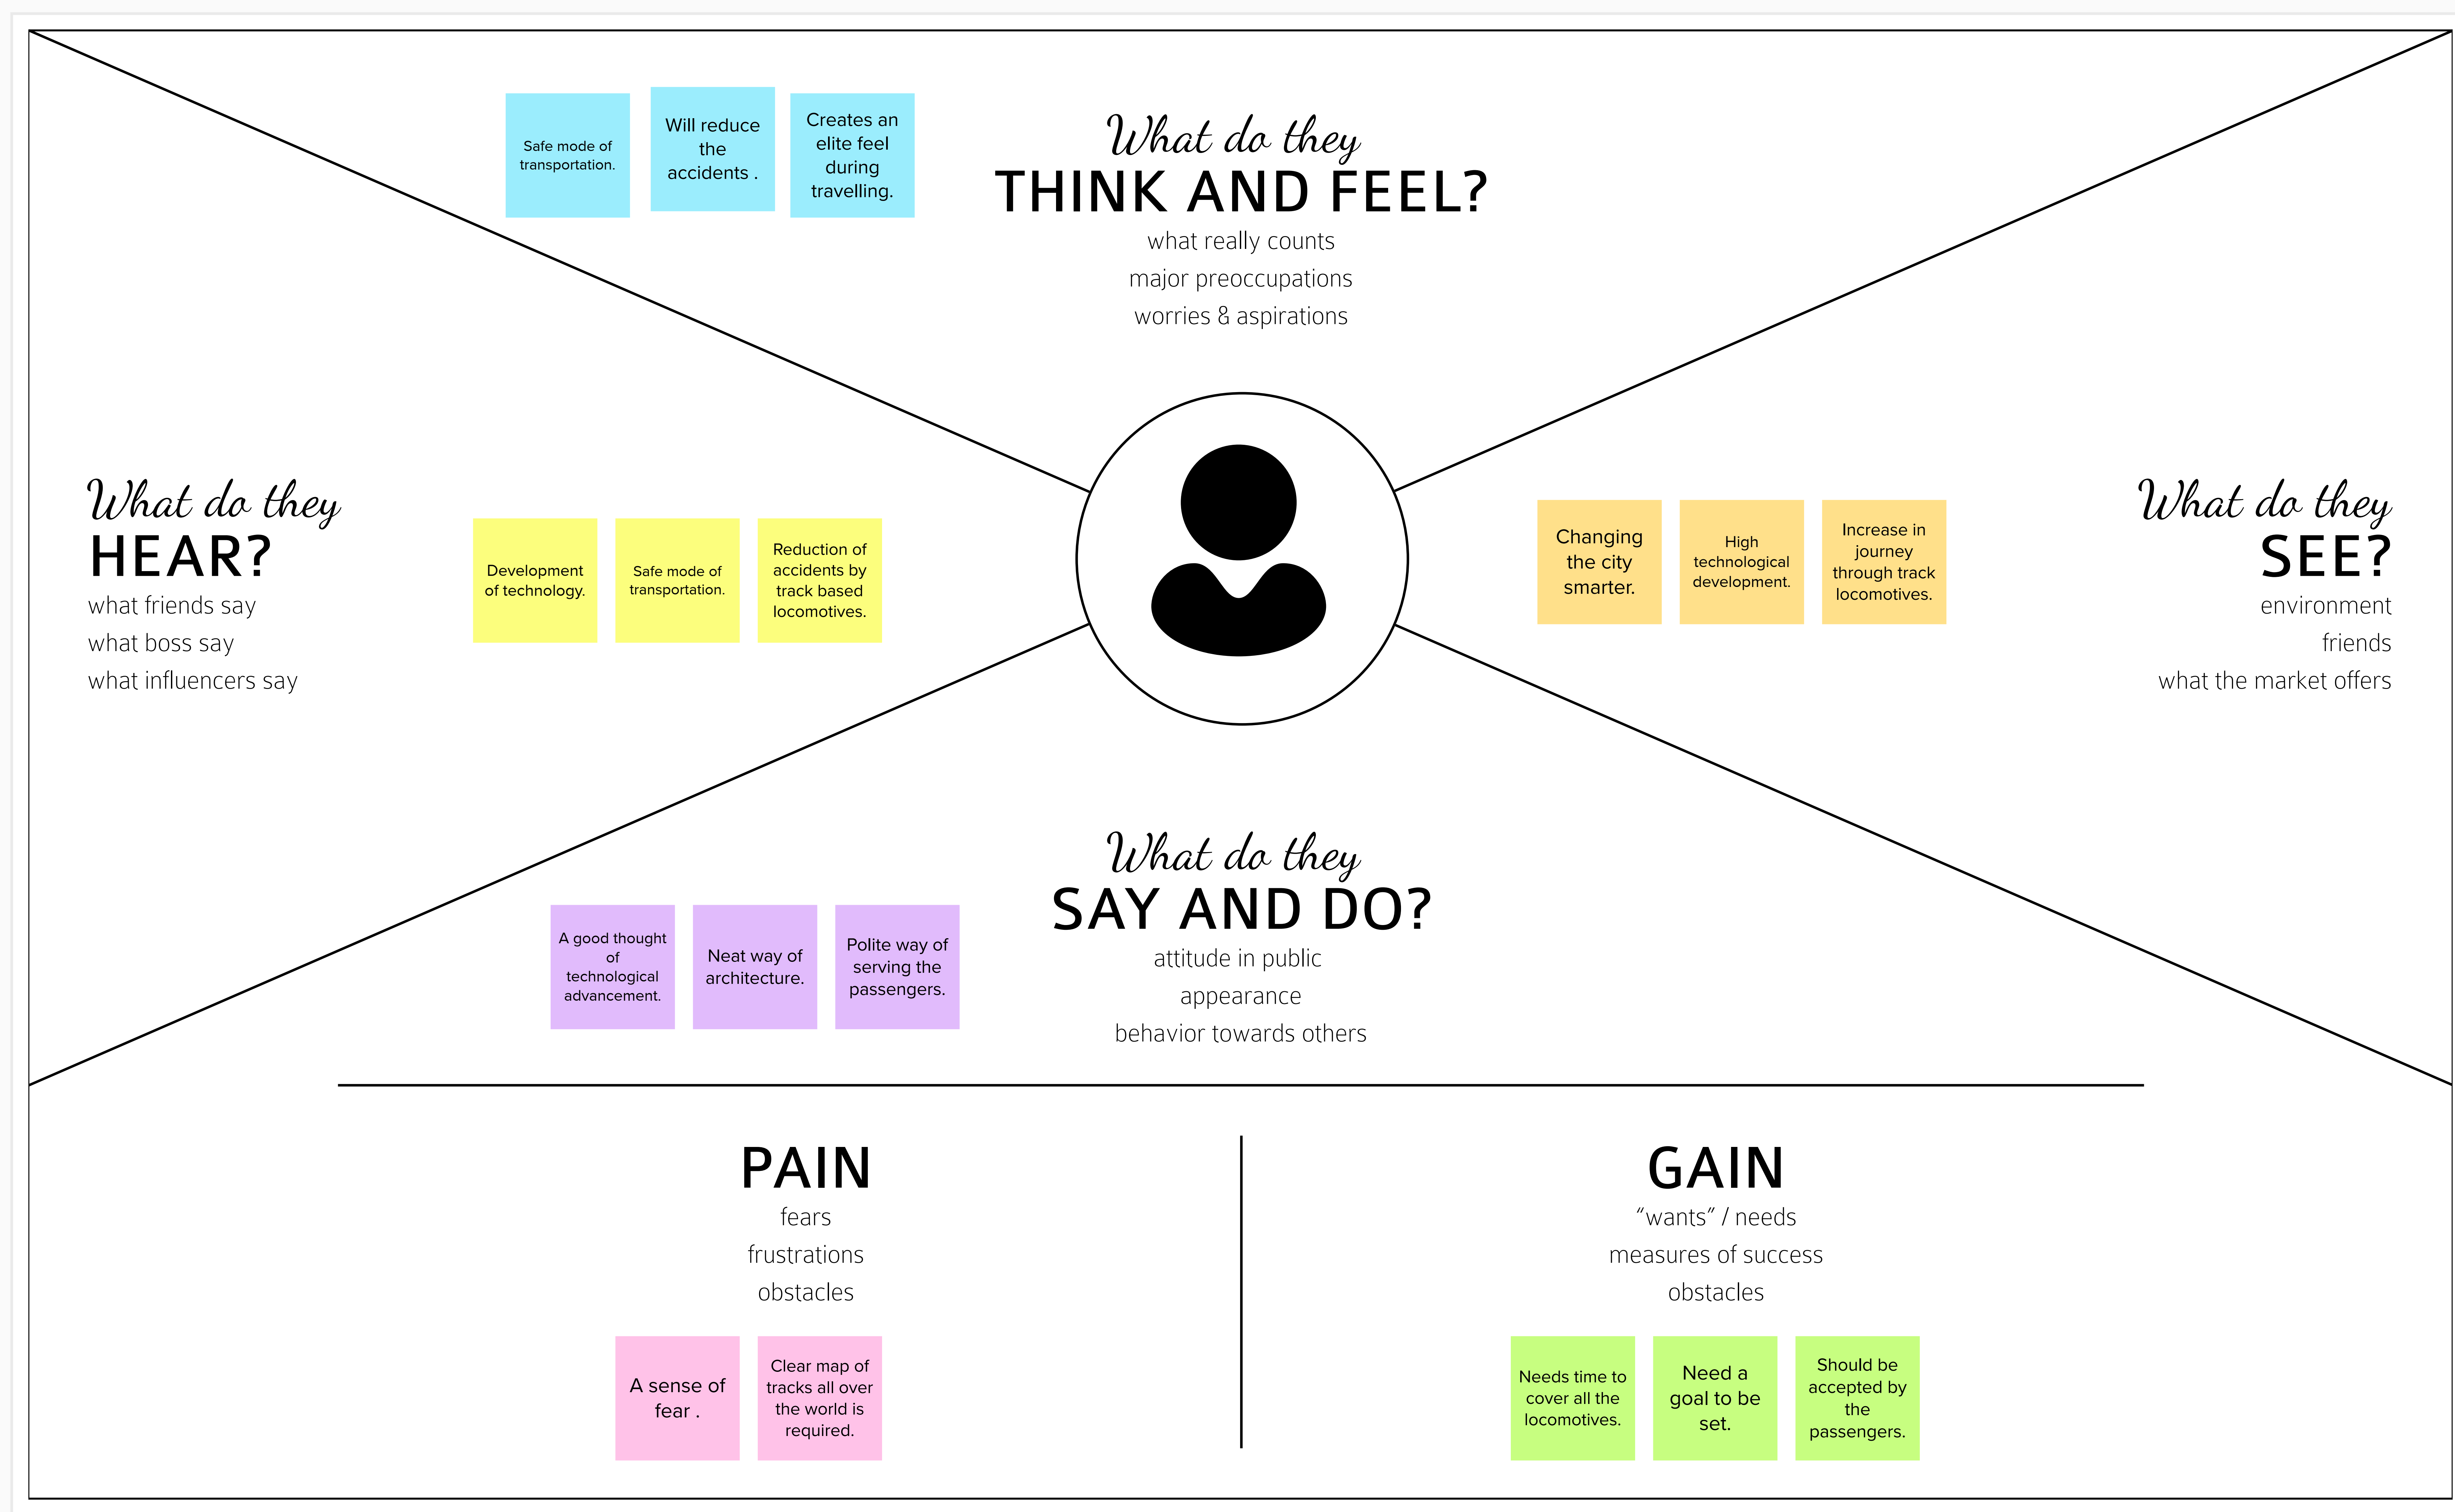 Safe mode of
transportation.
Will reduce
the
accidents .
Creates an
elite feel
during
travelling.
What do they
THINK AND FEEL?
what really counts
major preoccupations
worries & aspirations
What do they
HEAR?
what friends say
what boss say
what influencers say
Development
of technology.
Safe mode of
transportation.
Reduction of
accidents by
track based
locomotives.
Changing
the city
smarter.
High
technological
development.
Increase in
journey
through track
locomotives.
What do they
SEE?
environment
friends
what the market offers
What do they
SAY AND DO?
attitude in public
appearance
behavior towards others
A good thought
of
technological
advancement.
Neat way of
architecture.
Polite way of
serving the
passengers.
PAIN
fears
frustrations
obstacles
A sense of
fear .
Clear map of
tracks all over
the world is
required.
GAIN
“wants” / needs
measures of success
obstacles
Needs time to
cover all the
locomotives.
Need a
goal to be
set.
Should be
accepted by
the
passengers.